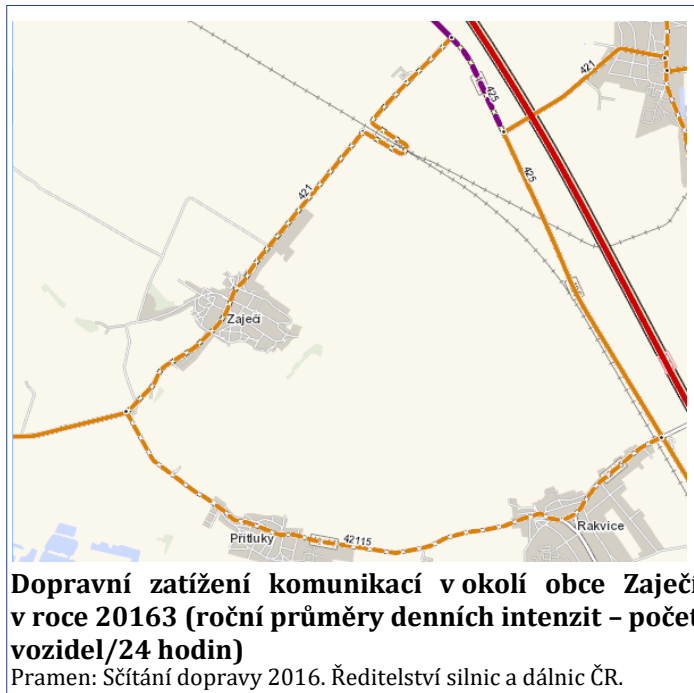 421
425
421
425
Zaječí
Přítluky
42115
Rakvice
Dopravní zatížení komunikací v okolí obce Zaječí
v roce 20163 (roční průměry denních intenzit – počet
vozidel/24 hodin)
Pramen: Sčítání dopravy 2016. Ředitelství silnic a dálnic ČR.